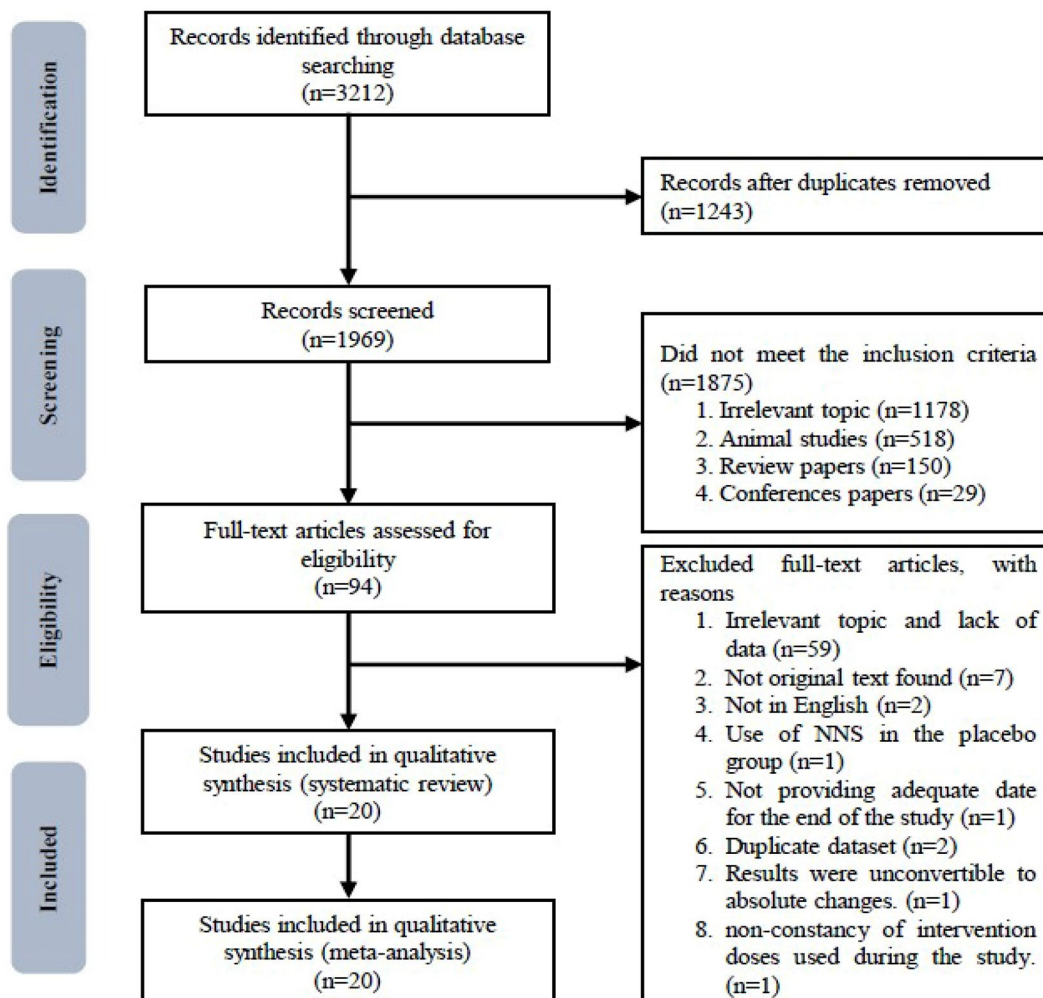 Identification
Records identified through database
searching
(n=3212)
Records after duplicates removed
(n=1243)
Screening
Records screened
(n=1969)
Did not meet the inclusion criteria
(n=1875)
1. Irrelevant topic (n=1178)
2. Animal studies (n=518)
3. Review papers (n=150)
4. Conferences papers (n=29)
Eligibility
Full-text articles assessed for
eligibility
(n=94)
Excluded full-text articles, with
reasons
1. Irrelevant topic and lack of
data (n=59)
2. Not original text found (n=7)
3. Not in English (n=2)
4. Use of NNS in the placebo
group (n=1)
5. Not providing adequate date
for the end of the study (n=1)
6. Duplicate dataset (n=2)
7. Results were unconvertible to
absolute changes. (n=1)
8. non-constancy of intervention
doses used during the study.
(n=1)
Included
Studies included in qualitative
synthesis (systematic review)
(n=20)
Studies included in qualitative
synthesis (meta-analysis)
(n=20)